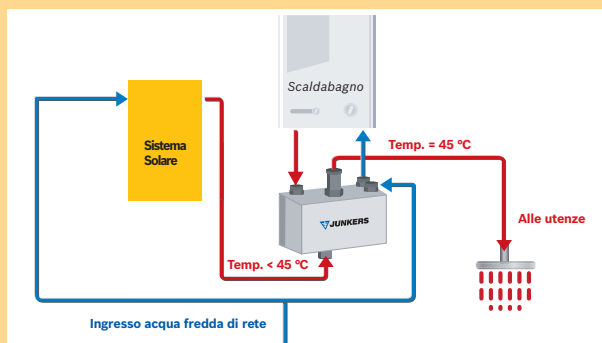 Scaldabagno
Sistema
Solare
Temp. = 45 °C
JUNKERS
Alle utenze
Temp. < 45 °C
Ingresso acqua fredda di rete